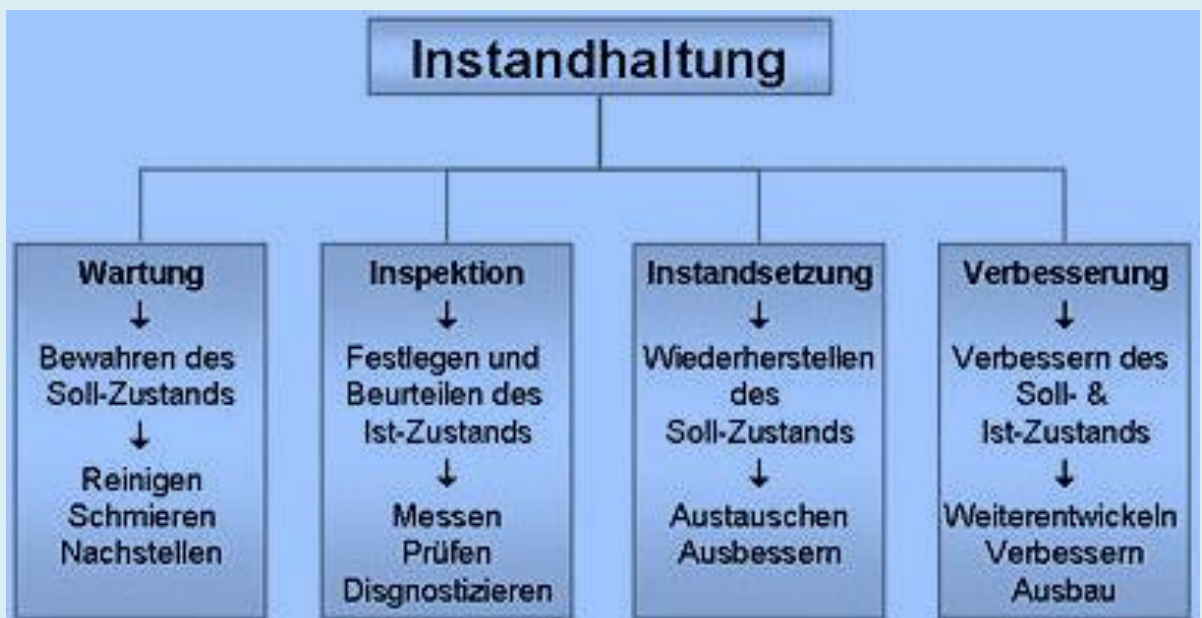 Instandhaltung
Wartung
↓
Bewahren des
Soll-Zustands
↓
Reinigen
Schmieren
Nachstellen
Inspektion
↓
Festlegen und
Beurteilen des
Ist-Zustands
↓
Messen
Prüfen
Disgnostizieren
Instandsetzung
↓
Wiederherstellen
des
Soll-Zustands
↓
Austauschen
Ausbessern
Verbesserung
↓
Verbessern des
Soll- &
Ist-Zustands
↓
Weiterentwickeln
Verbessern
Ausbau